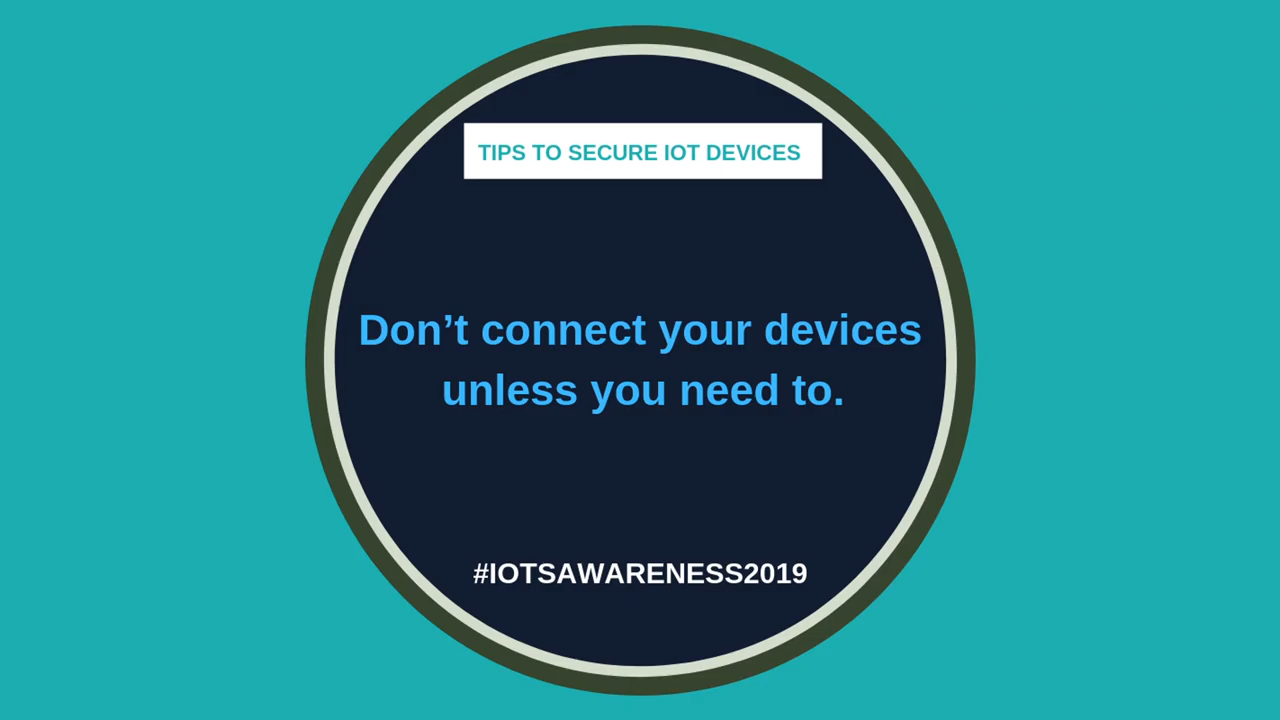 TIPS TO SECURE IOT DEVICES
Don’t connect your devices
unless you need to.
#IOTSAWARENESS2019